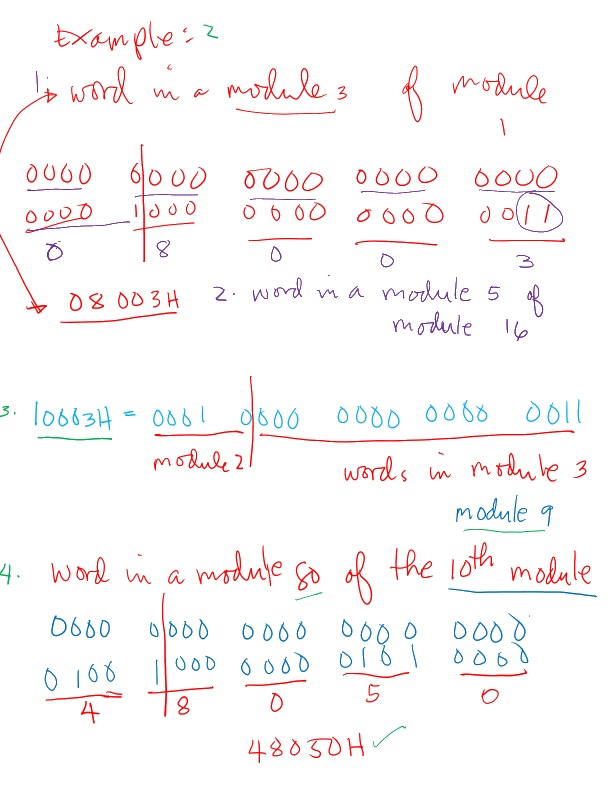 Example: 2
1. word in a module 3 of module 1
0000 0000 0000 0000 0000
0000 1000 0000 0000 0011
0 8 0 0 3
08003H
2. word in a module 5 of
module 16
3. 10003H = 0001 0000 0000 0000 0011
module 2 words in module 3
module 9
4. word in a module 80 of the 10th module
0000 0000 0000 0000 0000
0100 1000 0000 0101 0000
4 8 0 5 0
48050H ✓